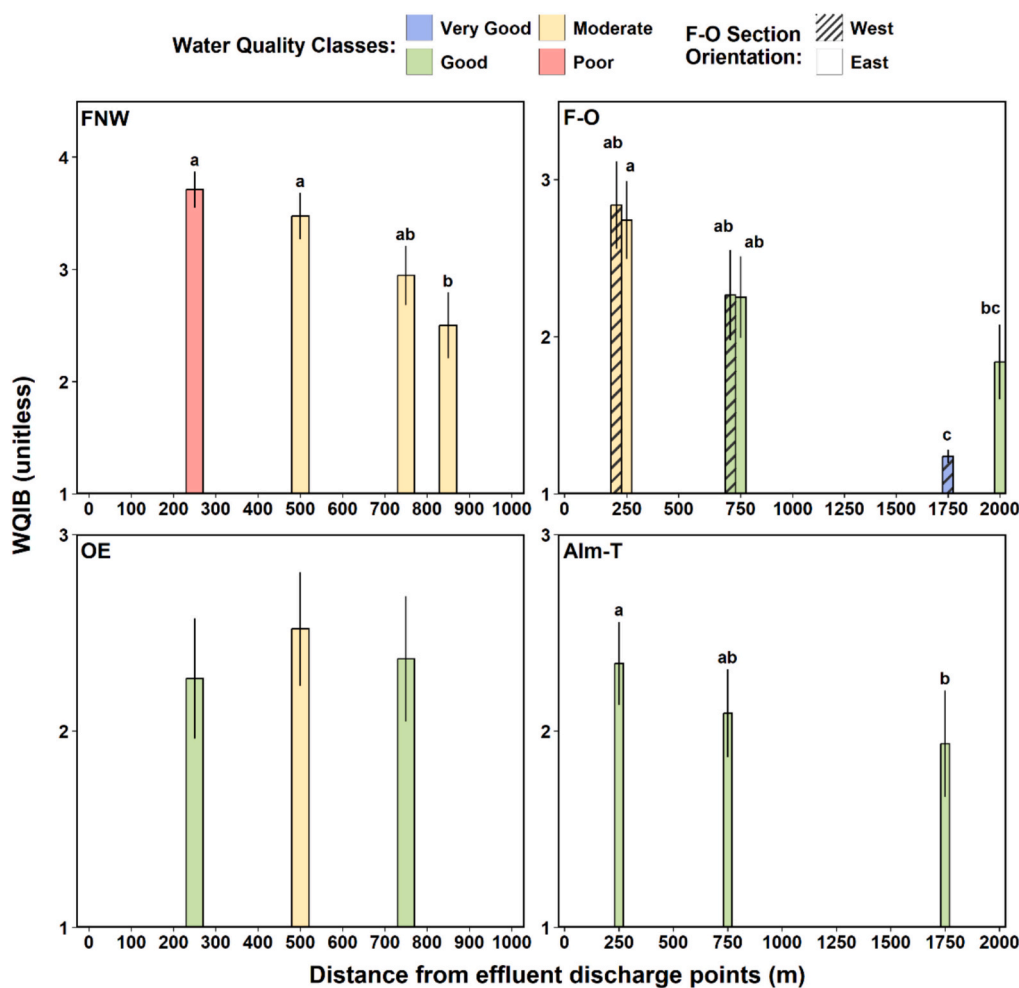 Water Quality Classes:
Very Good
Moderate
Good
Poor
F-O Section
Orientation:
West
East
WQIB (unitless)
FNW
4
3
2
1
a
a
ab
b
0 100 200 300 400 500 600 700 800 900 1000
F-O
3
2
1
ab
a
ab
ab
c
bc
0 250 500 750 1000 1250 1500 1750 2000
OE
3
2
1
0 100 200 300 400 500 600 700 800 900 1000
Alm-T
3
2
1
a
ab
b
0 250 500 750 1000 1250 1500 1750 2000
Distance from effluent discharge points (m)